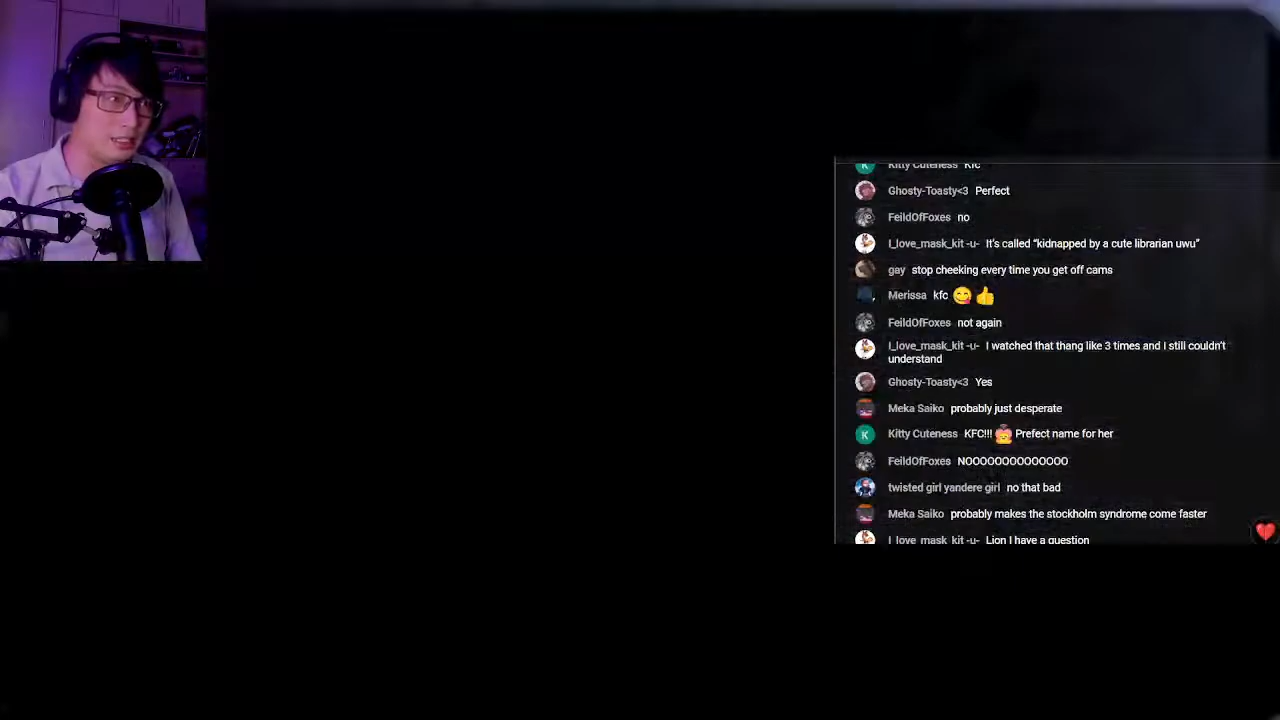 Kitty Cuteness Kfc
Ghosty-Toasty<3 Perfect
FeildOfFoxes no
I_love_mask_kit -u- It's called “kidnapped by a cute librarian uwu”
gay stop cheeking every time you get off cams
Merissa kfc 😋👍
FeildOfFoxes not again
I_love_mask_kit -u- I watched that thang like 3 times and I still couldn't
understand
Ghosty-Toasty<3 Yes
Meka Saiko probably just desperate
K Kitty Cuteness KFC!!! Prefect name for her
FeildOfFoxes NOOOOOOOOOOOOOO
twisted girl yandere girl no that bad
Meka Saiko probably makes the stockholm syndrome come faster
I_love_mask_kit -u- Lion I have a question